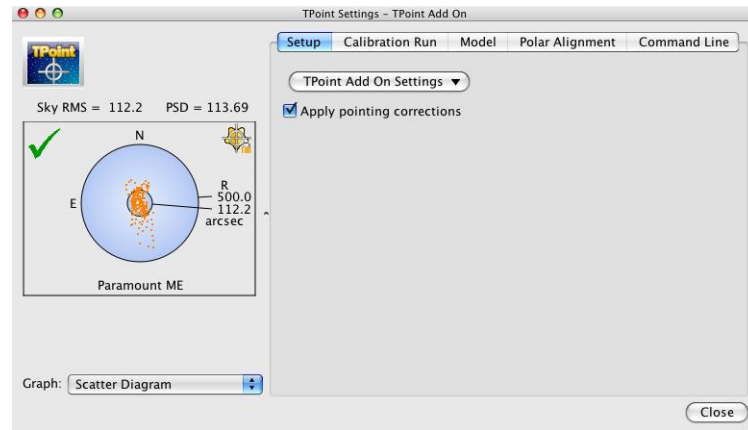 TPoint Settings – TPoint Add On
TPoint
Setup
Calibration Run
Model
Polar Alignment
Command Line
TPoint Add On Settings
Apply pointing corrections
Sky RMS = 112.2 PSD = 113.69
N
E
R
500.0
112.2
arcsec
Paramount ME
Graph: Scatter Diagram
Close